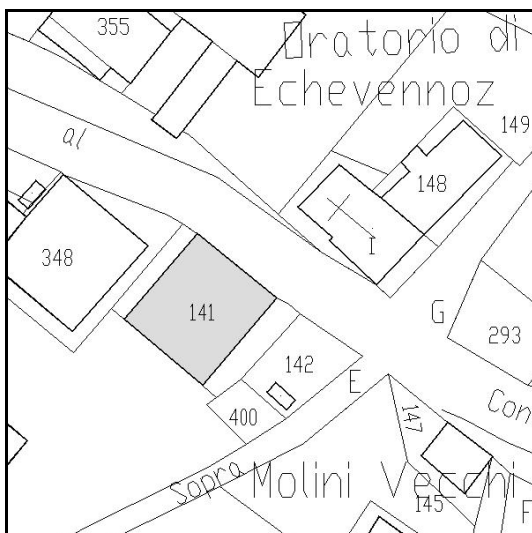 355
Oratorio di
Echevennoz
149
al
148
I
348
141
G
293
142
E
400
Con
147
Sopra
Molini Vecchi
145
F